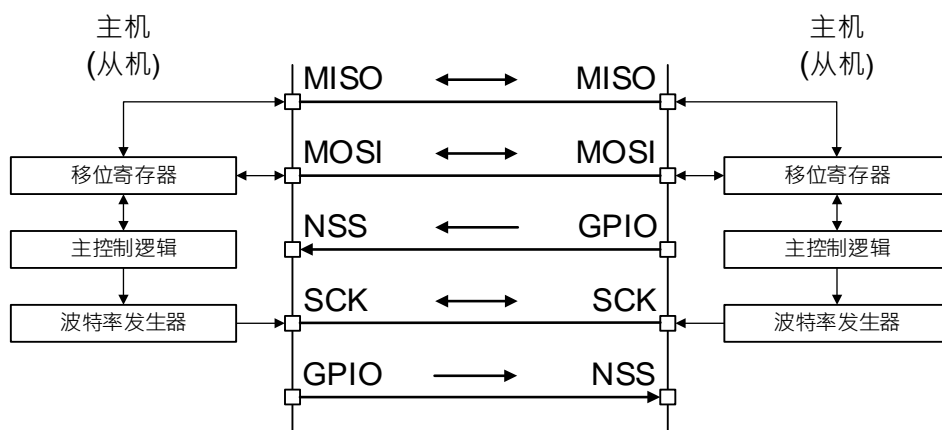 主机
(从机)
主机
(从机)
MISO
MISO
MOSI
MOSI
移位寄存器
移位寄存器
NSS
GPIO
主控制逻辑
主控制逻辑
SCK
SCK
波特率发生器
波特率发生器
GPIO
NSS